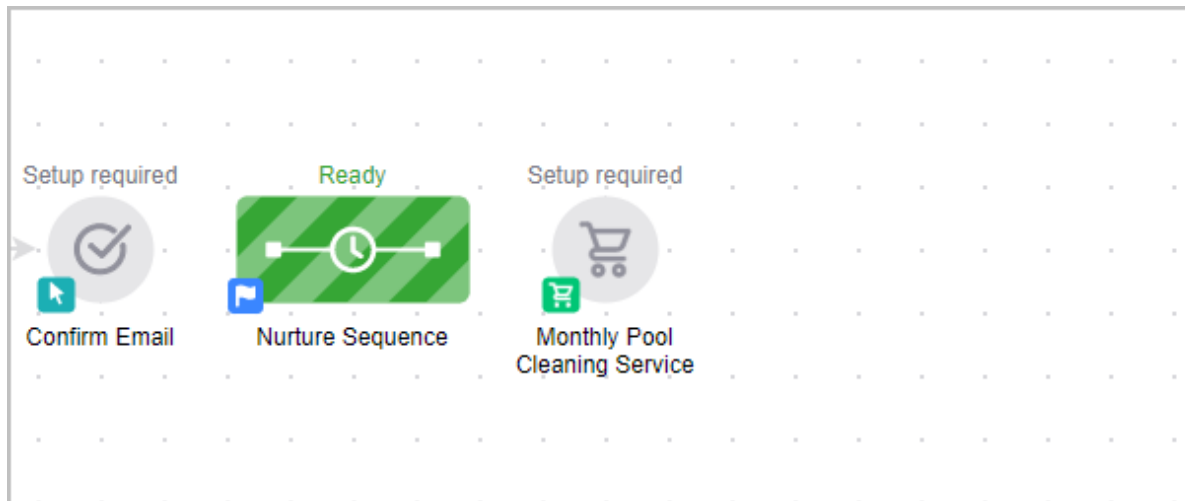 Setup required
Ready
Setup required
Confirm Email
Nurture Sequence
Monthly Pool
Cleaning Service